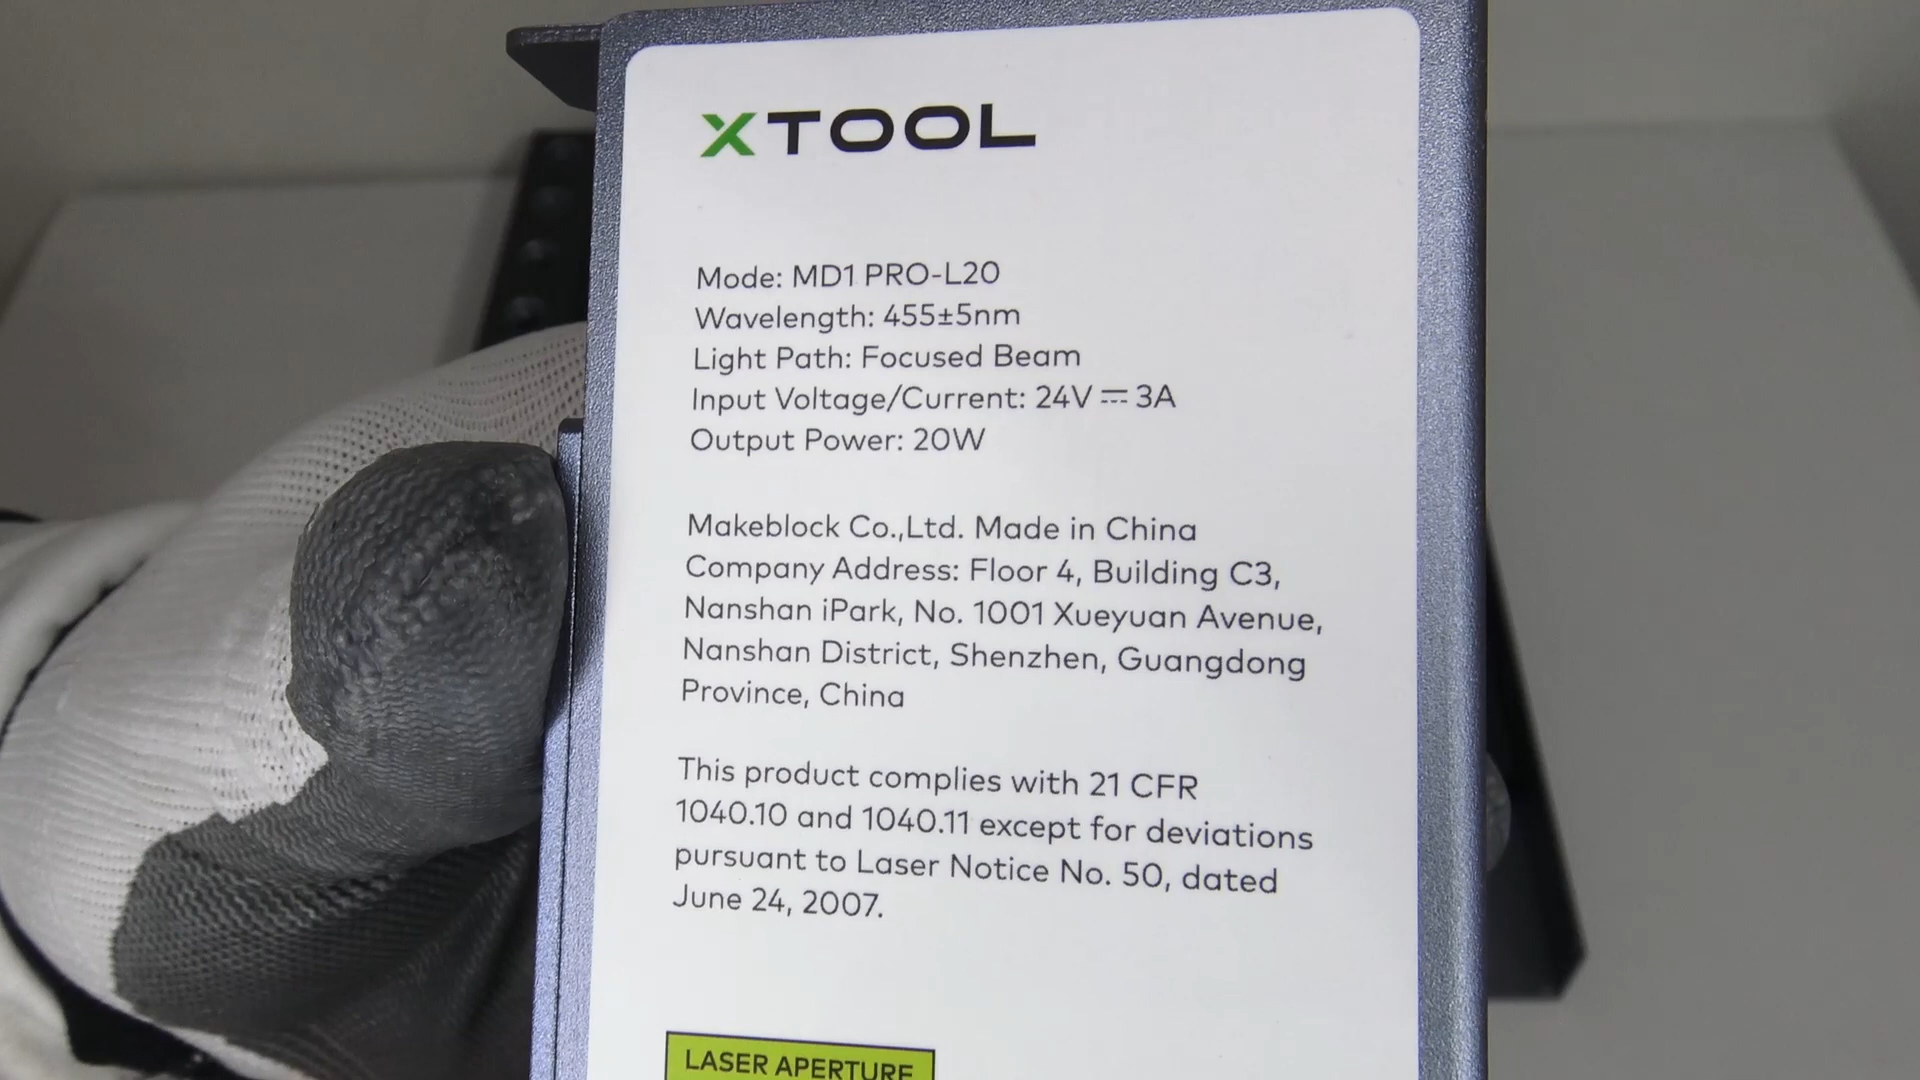 XTOOL
Mode: MD1 PRO-L20
Wavelength: 455±5nm
Light Path: Focused Beam
Input Voltage/Current: 24V ⎓ 3A
Output Power: 20W
Makeblock Co.,Ltd. Made in China
Company Address: Floor 4, Building C3,
Nanshan iPark, No. 1001 Xueyuan Avenue,
Nanshan District, Shenzhen, Guangdong
Province, China
This product complies with 21 CFR
1040.10 and 1040.11 except for deviations
pursuant to Laser Notice No. 50, dated
June 24, 2007.
LASER APERTURE